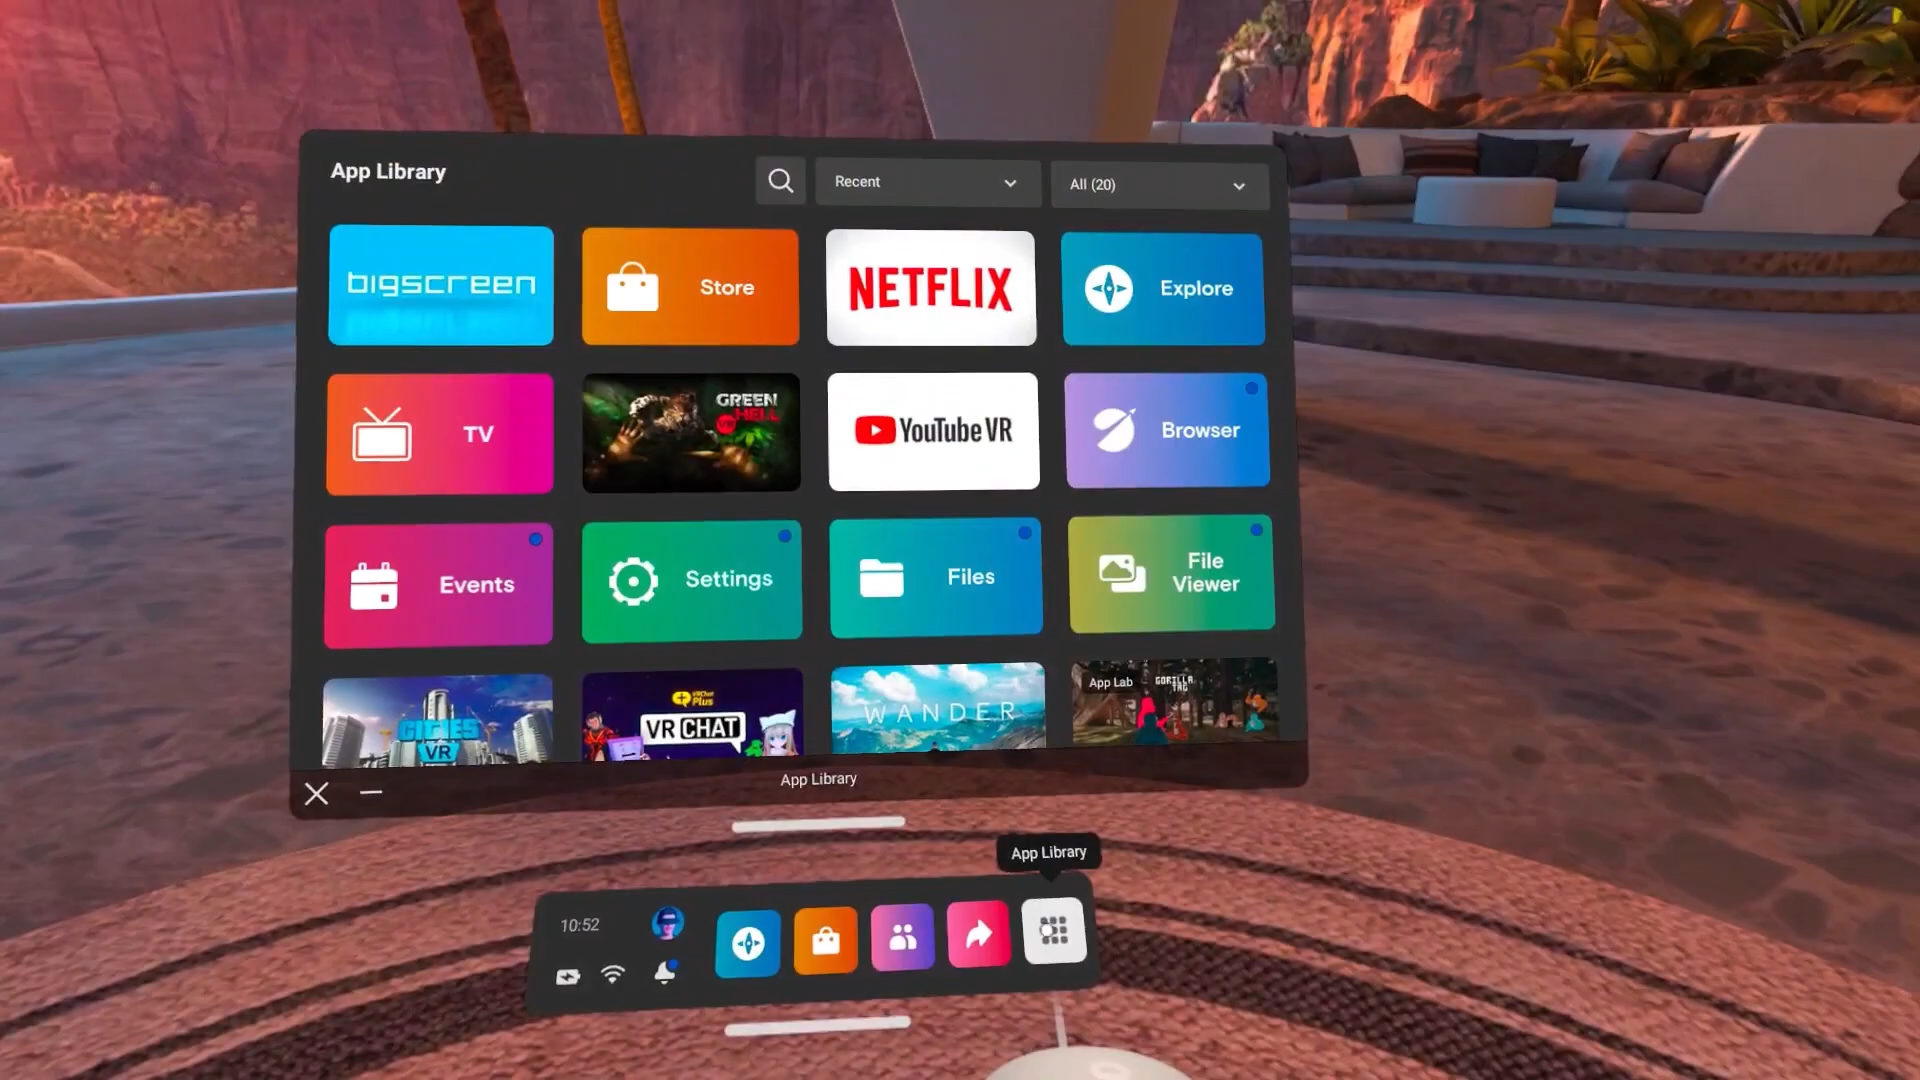 App Library
Recent
All (20)
bigscreen
Store
NETFLIX
Explore
TV
GREEN
HELL
VR
YouTube VR
Browser
Events
Settings
Files
File
Viewer
CITIES
VR
VRChat
Plus
VRCHAT
WANDER
App Lab
GORILLA
TAG
App Library
App Library
10:52